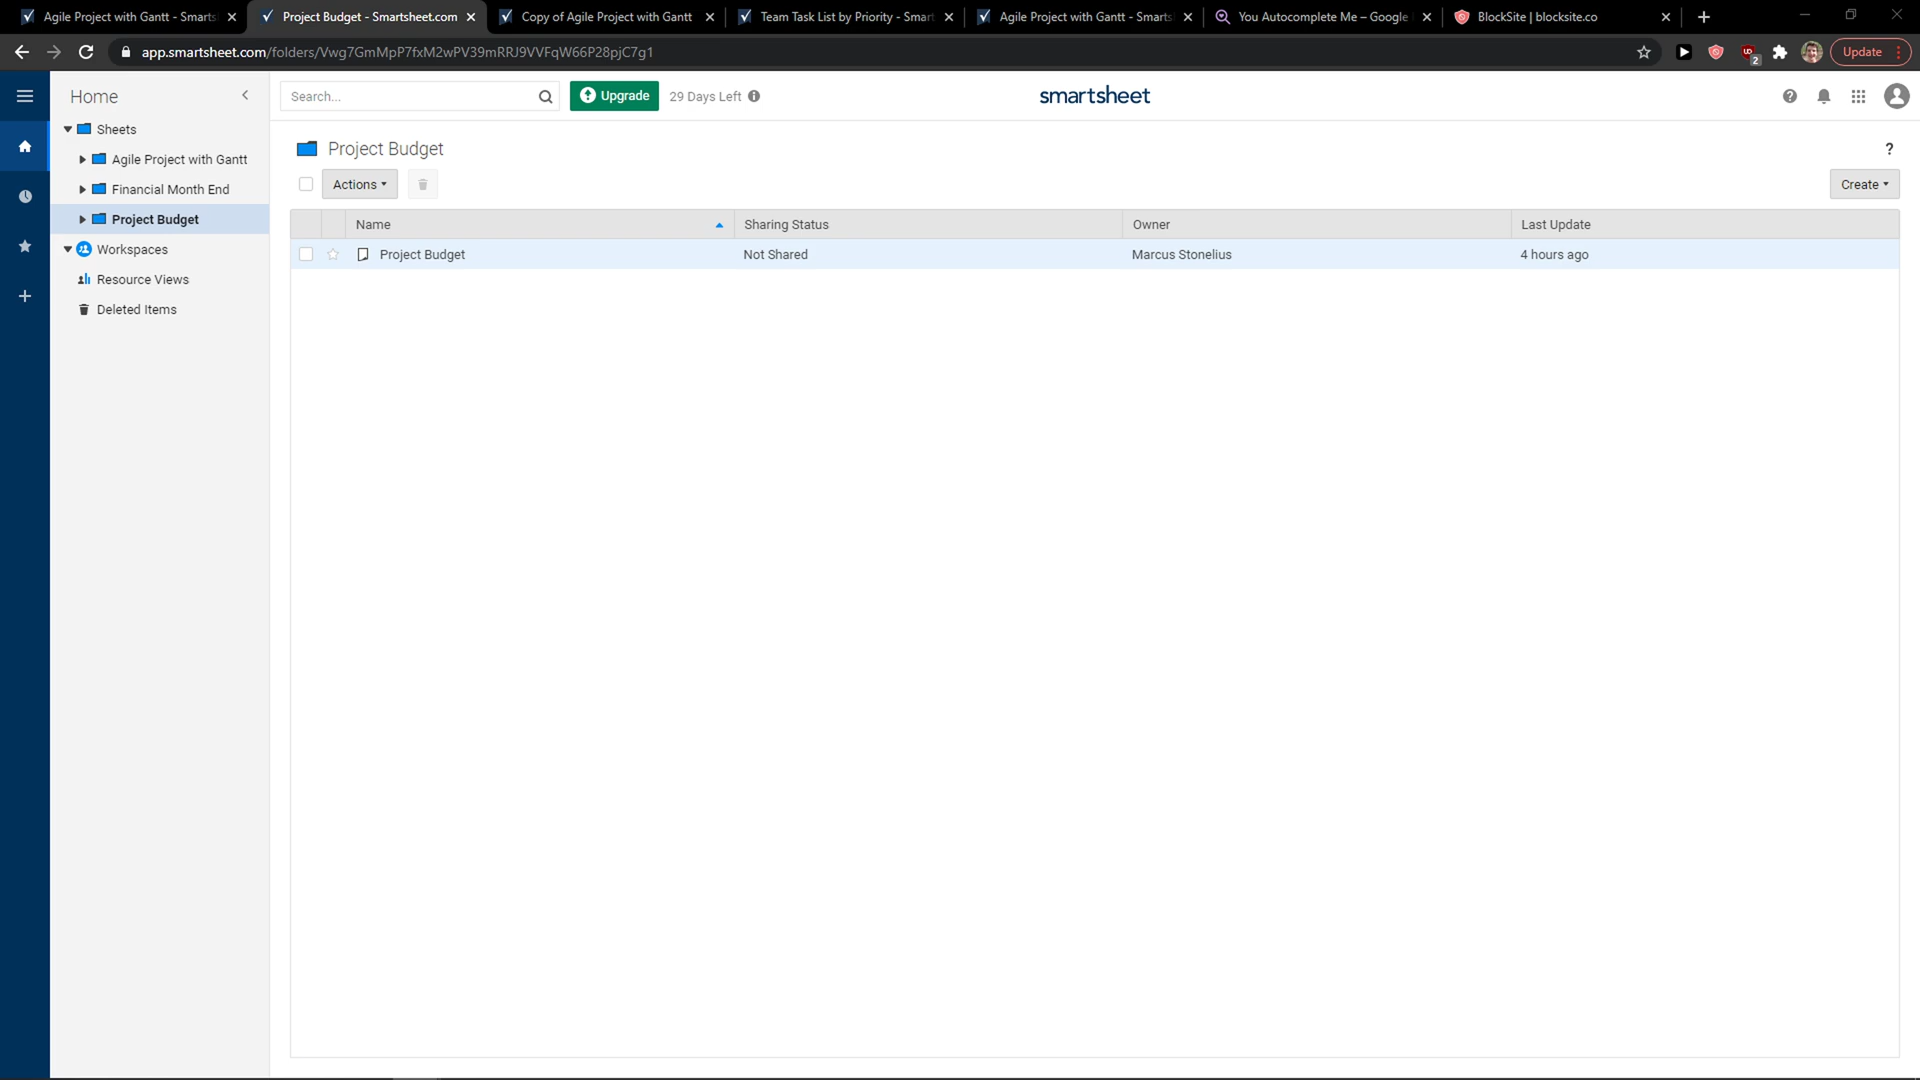 Agile Project with Gantt - Smarts
Project Budget - Smartsheet.com
Copy of Agile Project with Gantt
Team Task List by Priority - Smart
Agile Project with Gantt - Smarts
You Autocomplete Me – Google
BlockSite | blocksite.co
app.smartsheet.com/folders/Vwg7GmMpP7fxM2wPV39mRRJ9VVFqW66P28pjC7g1
2
Update
Home
Search...
Upgrade
29 Days Left
smartsheet
Sheets
Agile Project with Gantt
Financial Month End
Project Budget
Workspaces
Resource Views
Deleted Items
Project Budget
?
Actions
Create
Name
Sharing Status
Owner
Last Update
Project Budget
Not Shared
Marcus Stonelius
4 hours ago